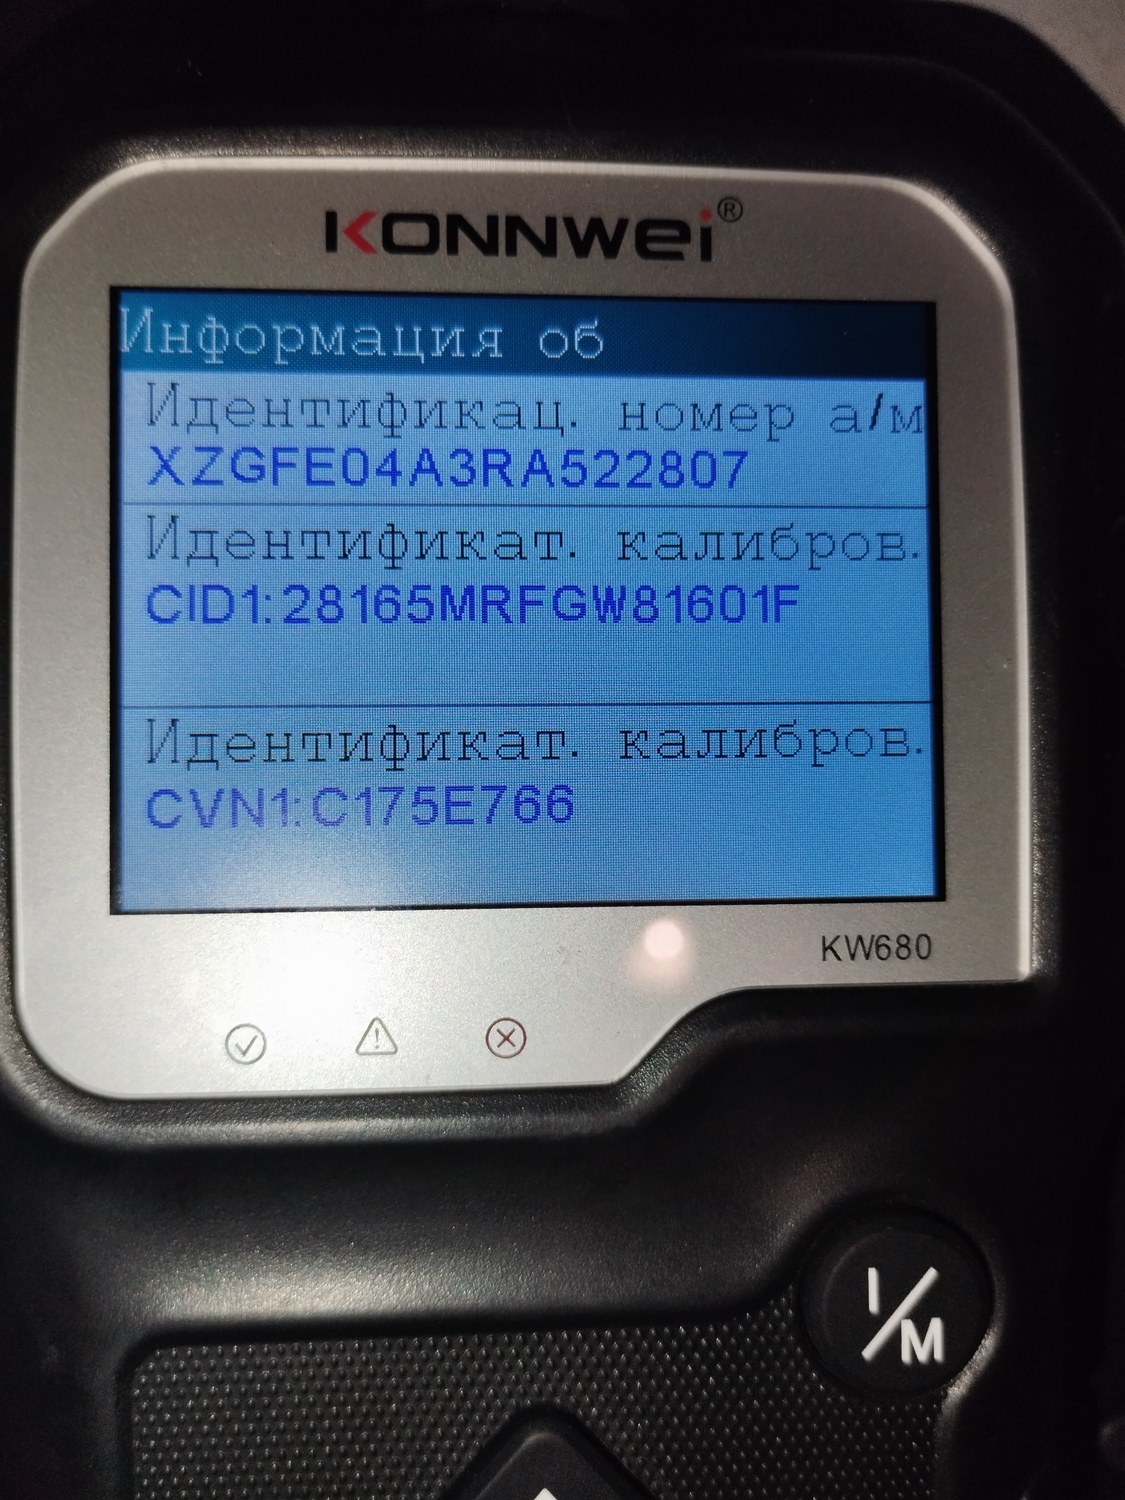 KONNWei®
Информация об
Идентификац. номер а/м
XZGFE04A3RA522807
Идентификат. калибров.
CID1:28165MRFGW81601F
Идентификат. калибров.
CVN1:C175E766
KW680
I/M